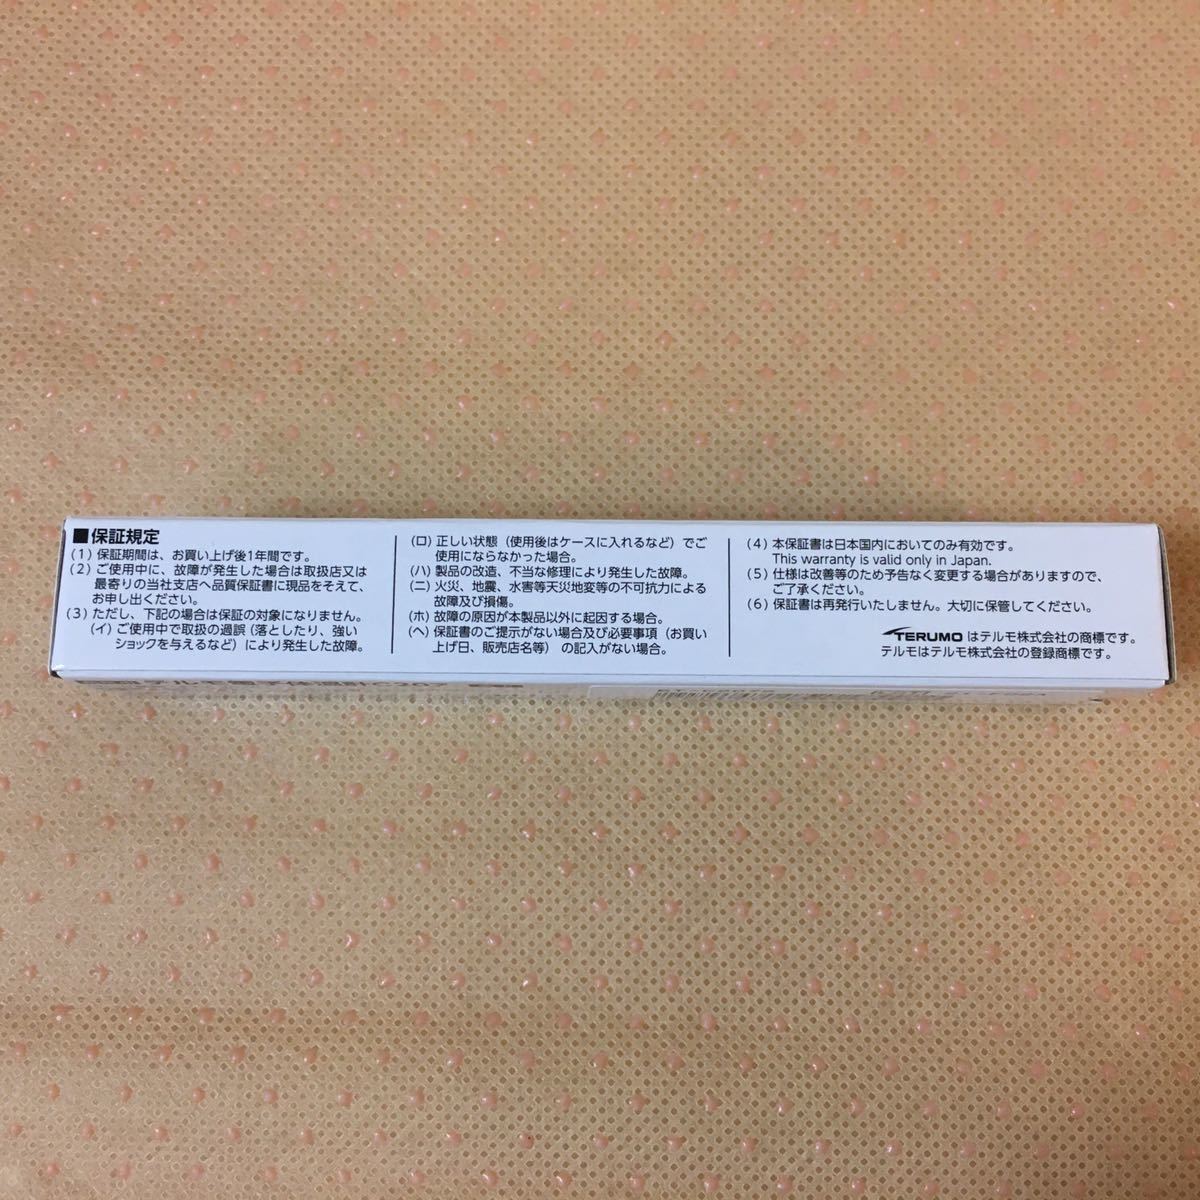 ■保証規定
(1) 保証期間は、お買い上げ後1年間です。
(2) ご使用中に、故障が発生した場合は取扱店又は
最寄りの当社支店へ品質保証書に現品をそえて、
お申し出ください。
(3) ただし、下記の場合は保証の対象になりません。
(イ) ご使用中で取扱の過誤（落としたり、強い
ショックを与えるなど）により発生した故障。
(ロ) 正しい状態（使用後はケースに入れるなど）でご
使用にならなかった場合。
(ハ) 製品の改造、不当な修理により発生した故障。
(ニ) 火災、地震、水害等天災地変等の不可抗力による
故障及び損傷。
(ホ) 故障の原因が本製品以外に起因する場合。
(ヘ) 保証書のご提示がない場合及び必要事項（お買い
上げ日、販売店名等）の記入がない場合。
(4) 本保証書は日本国内においてのみ有効です。
This warranty is valid only in Japan.
(5) 仕様は改善等のため予告なく変更する場合がありますので、
ご了承ください。
(6) 保証書は再発行いたしません。大切に保管してください。
TERUMO はテルモ株式会社の商標です。
テルモはテルモ株式会社の登録商標です。